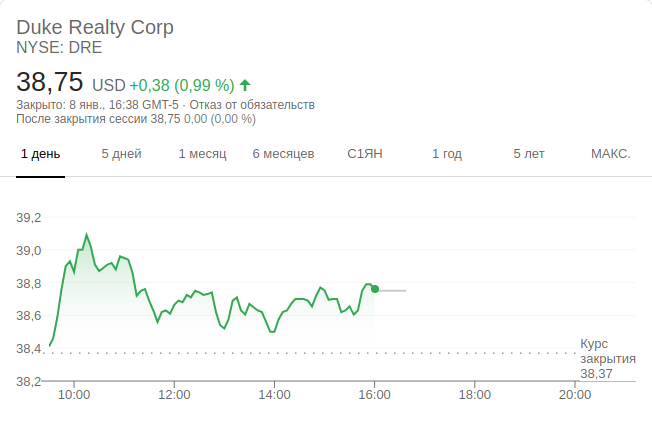 Duke Realty Corp
NYSE: DRE
38,75 USD +0,38 (0,99 %)
Закрыто: 8 янв., 16:38 GMT-5 · Отказ от обязательств
После закрытия сессии 38,75 0,00 (0,00 %)
1 день 5 дней 1 месяц 6 месяцев С1ЯН 1 год 5 лет МАКС.
39,2
39,0
38,8
38,6
38,4
38,2
Курс
закрытия
38,37
10:00 12:00 14:00 16:00 18:00 20:00